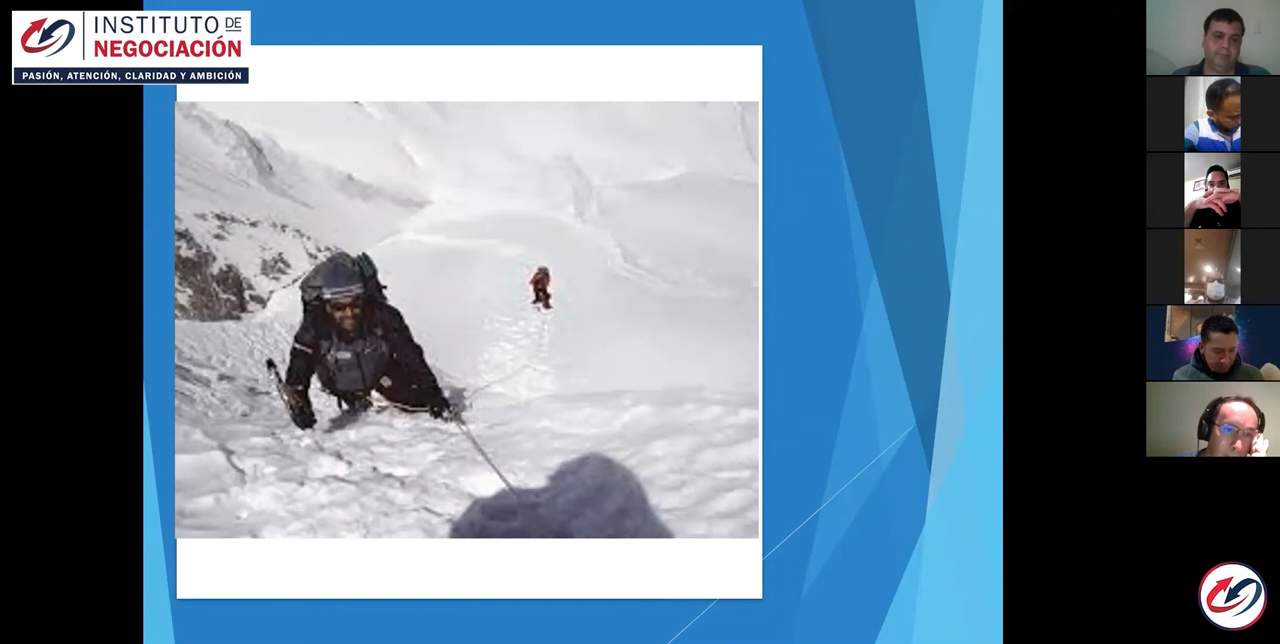 INSTITUTO DE
NEGOCIACIÓN
PASIÓN, ATENCIÓN, CLARIDAD Y AMBICIÓN